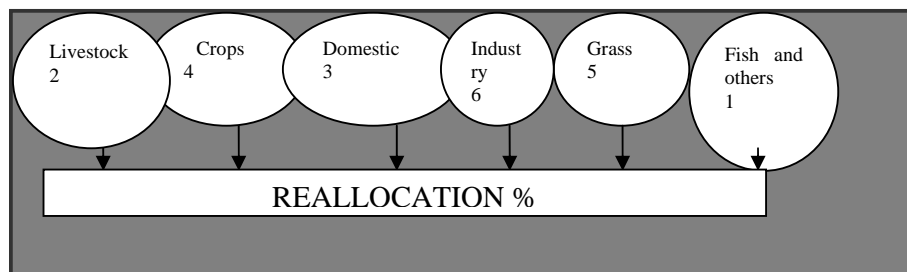 Livestock
2
Crops
4
Domestic
3
Indust
ry
6
Grass
5
Fish and
others
1
REALLOCATION %